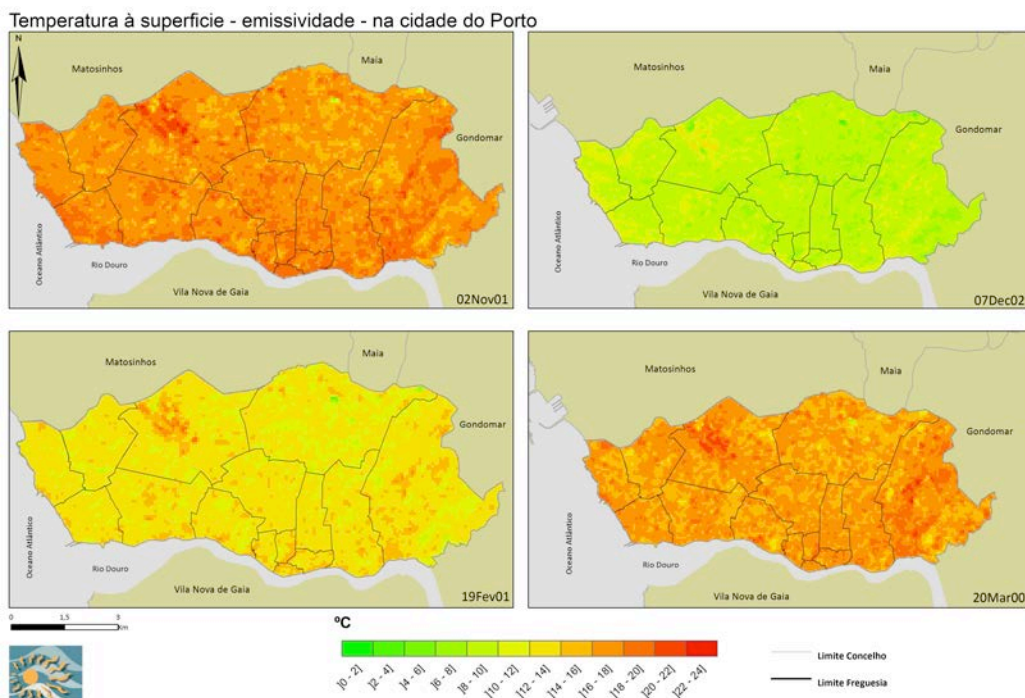 Temperatura à superfície - emissividade - na cidade do Porto
N
Matosinhos
Maia
Gondomar
Oceano Atlântico
Rio Douro
Vila Nova de Gaia
02Nov01
Matosinhos
Maia
Gondomar
Oceano Atlântico
Rio Douro
Vila Nova de Gaia
07Dec02
Matosinhos
Maia
Gondomar
Oceano Atlântico
Rio Douro
Vila Nova de Gaia
19Fev01
Matosinhos
Maia
Gondomar
Oceano Atlântico
Rio Douro
Vila Nova de Gaia
20Mar00
0 1,5 3
Km
ºC
]0 - 2]
]2 - 4]
]4 - 6]
]6 - 8]
]8 - 10]
]10 - 12]
]12 - 14]
]14 - 16]
]16 - 18]
]18 - 20]
]20 - 22]
]22 - 24]
Limite Concelho
Limite Freguesia